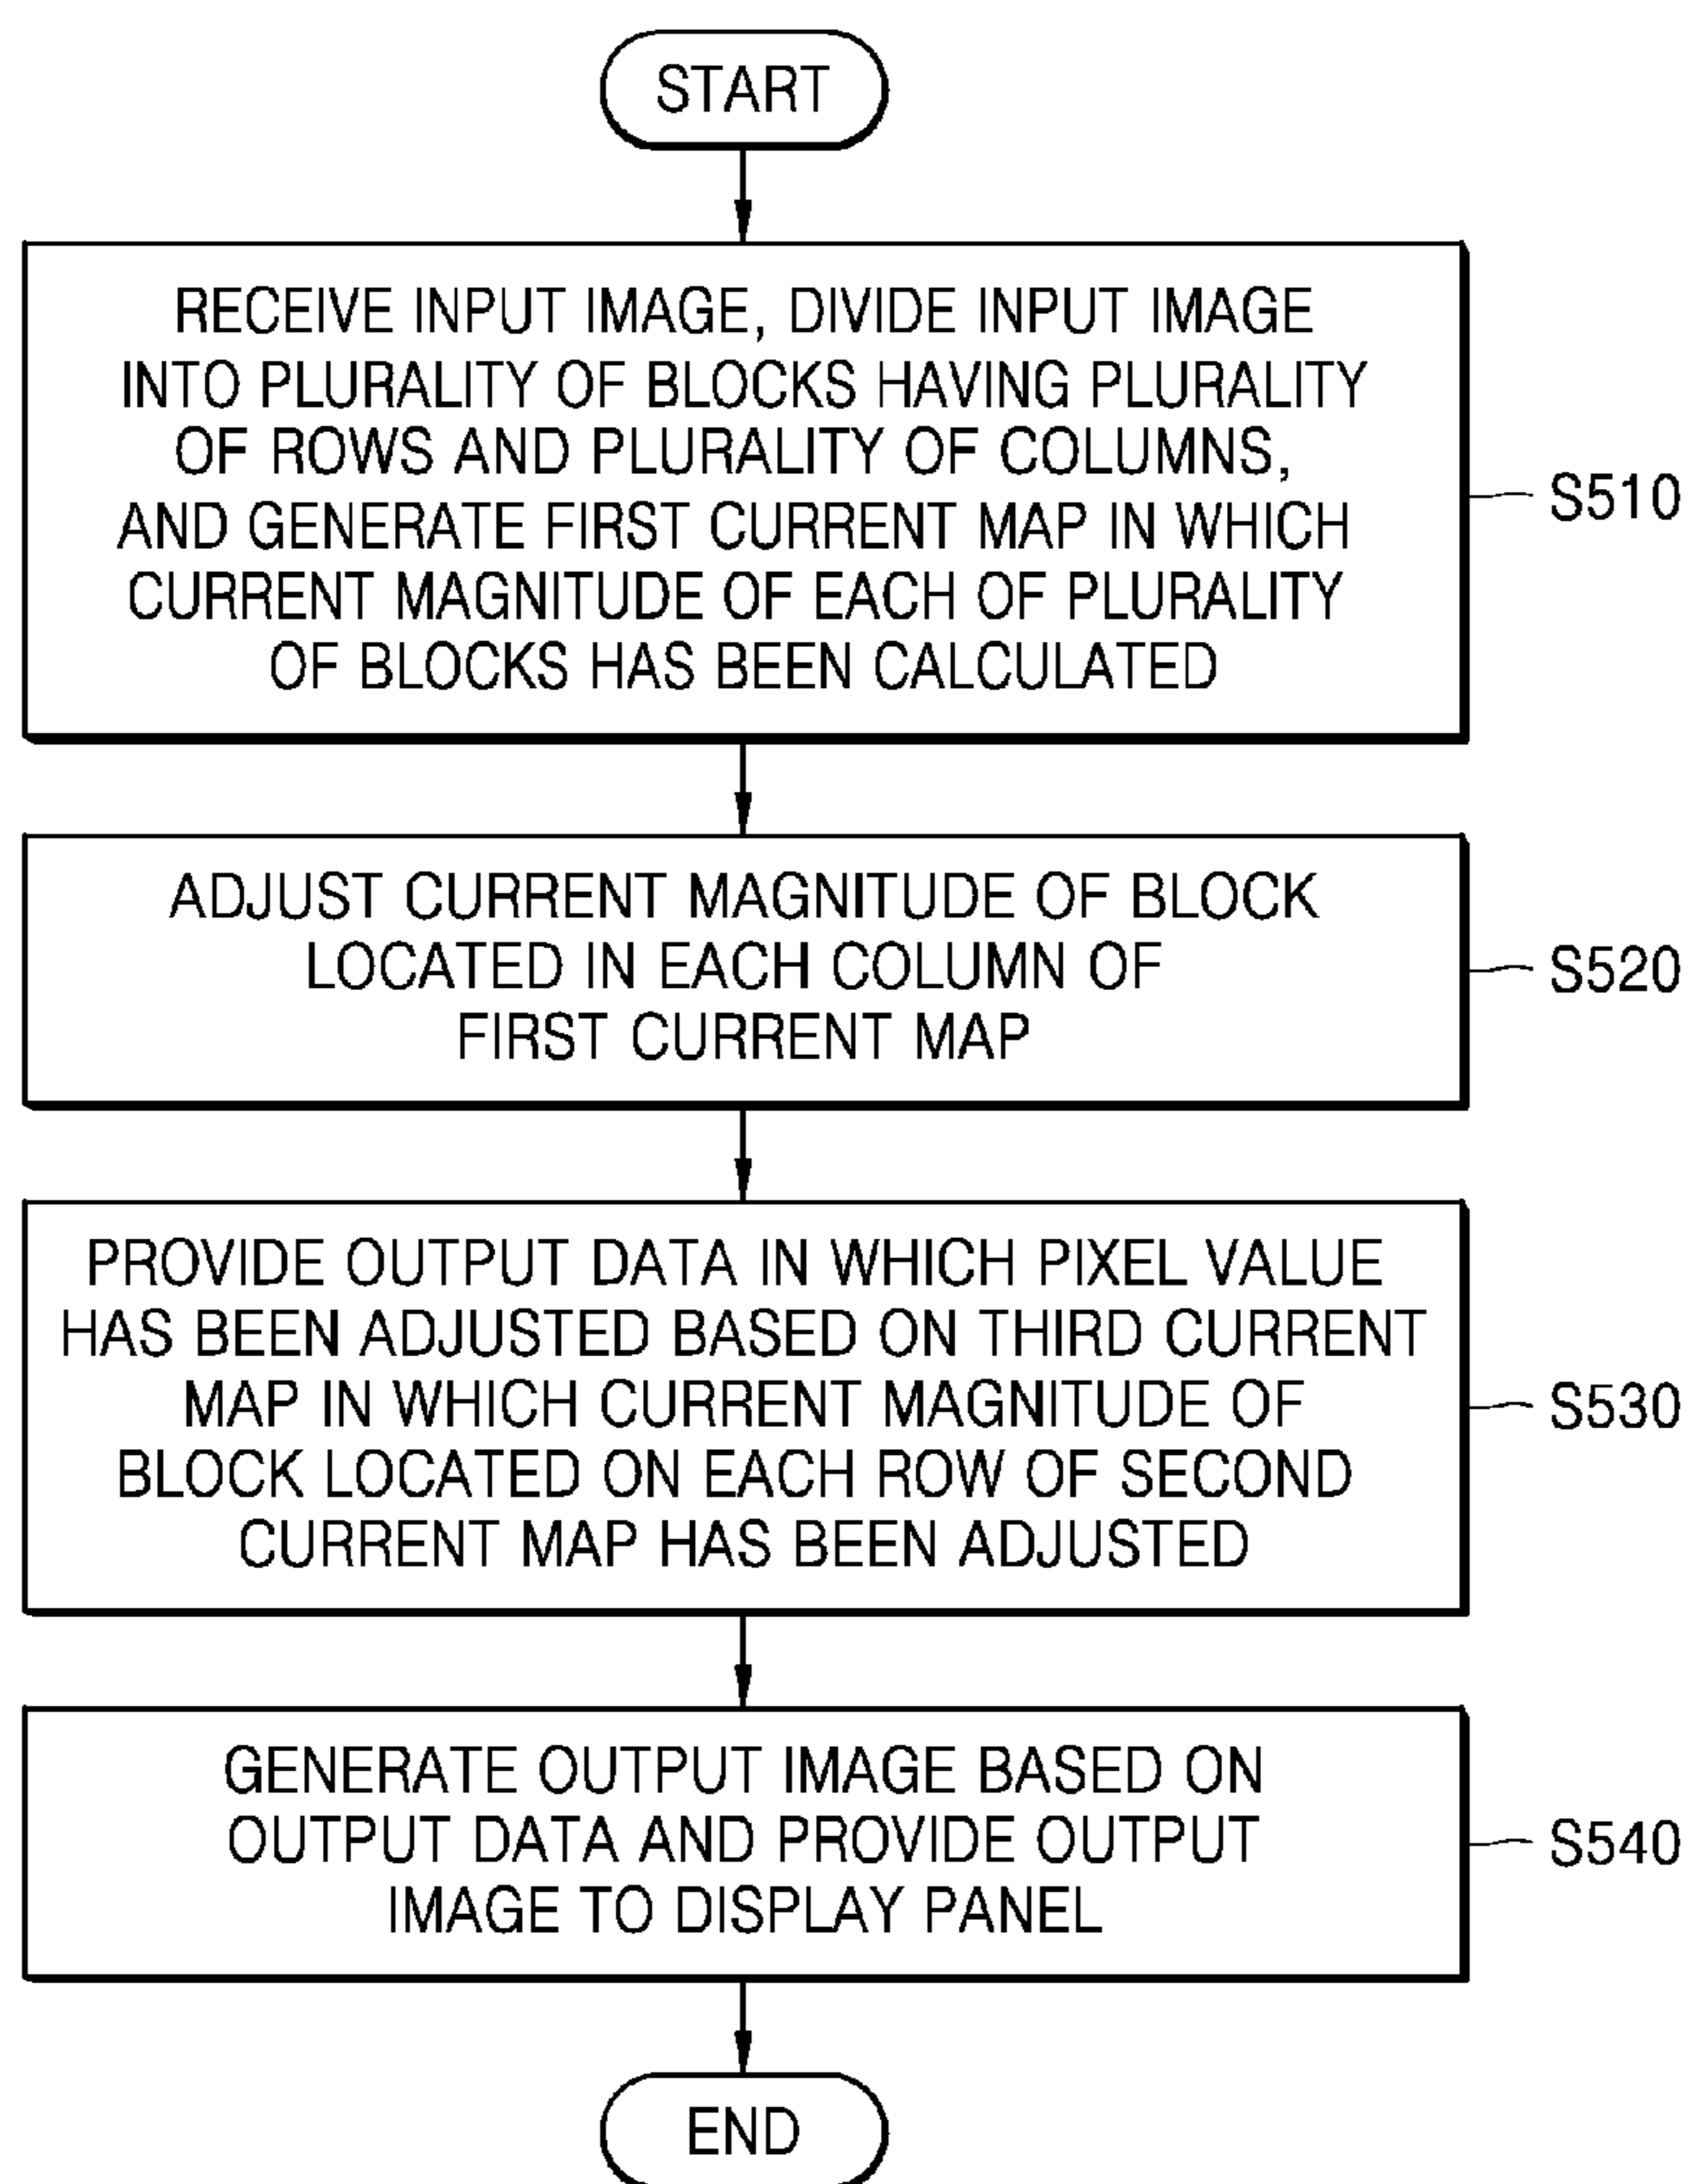 START
RECEIVE INPUT IMAGE, DIVIDE INPUT IMAGE
INTO PLURALITY OF BLOCKS HAVING PLURALITY
OF ROWS AND PLURALITY OF COLUMNS,
AND GENERATE FIRST CURRENT MAP IN WHICH
CURRENT MAGNITUDE OF EACH OF PLURALITY
OF BLOCKS HAS BEEN CALCULATED
S510
ADJUST CURRENT MAGNITUDE OF BLOCK
LOCATED IN EACH COLUMN OF
FIRST CURRENT MAP
S520
PROVIDE OUTPUT DATA IN WHICH PIXEL VALUE
HAS BEEN ADJUSTED BASED ON THIRD CURRENT
MAP IN WHICH CURRENT MAGNITUDE OF
BLOCK LOCATED ON EACH ROW OF SECOND
CURRENT MAP HAS BEEN ADJUSTED
S530
GENERATE OUTPUT IMAGE BASED ON
OUTPUT DATA AND PROVIDE OUTPUT
IMAGE TO DISPLAY PANEL
S540
END